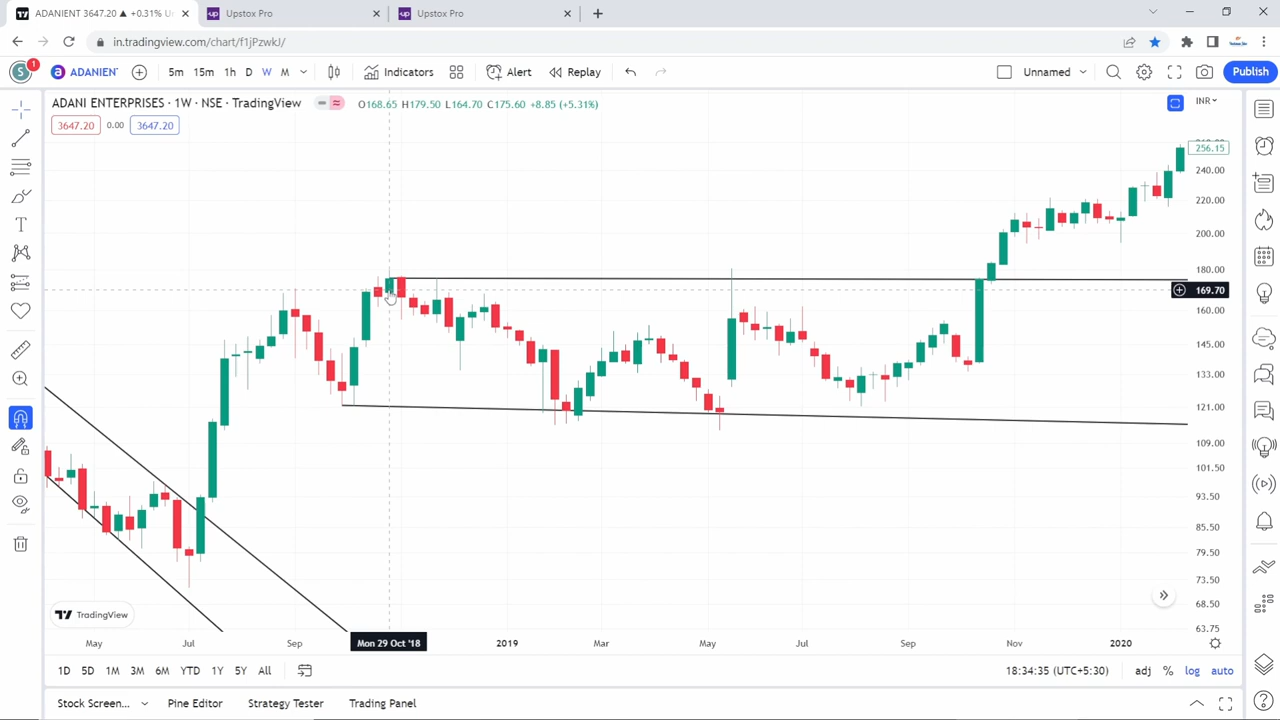 ADANIENT 3647.20 ▲ +0.31% U
Upstox Pro
Upstox Pro
in.tradingview.com/chart/f1jPzwkJ/
S 1
a ADANIEN
5m 15m 1h D W M
Indicators
Alert
Replay
Unnamed
Publish
ADANI ENTERPRISES · 1W · NSE · TradingView
O168.65 H179.50 L164.70 C175.60 +8.85 (+5.31%)
INR
3647.20 0.00 3647.20
256.15
240.00
220.00
200.00
180.00
169.70
160.00
145.00
133.00
121.00
109.00
101.50
93.50
85.50
79.50
73.50
68.50
63.75
TradingView
May Jul Sep Mon 29 Oct '18 2019 Mar May Jul Sep Nov 2020
1D 5D 1M 3M 6M YTD 1Y 5Y All
18:34:35 (UTC+5:30) adj % log auto
Stock Screen... Pine Editor Strategy Tester Trading Panel